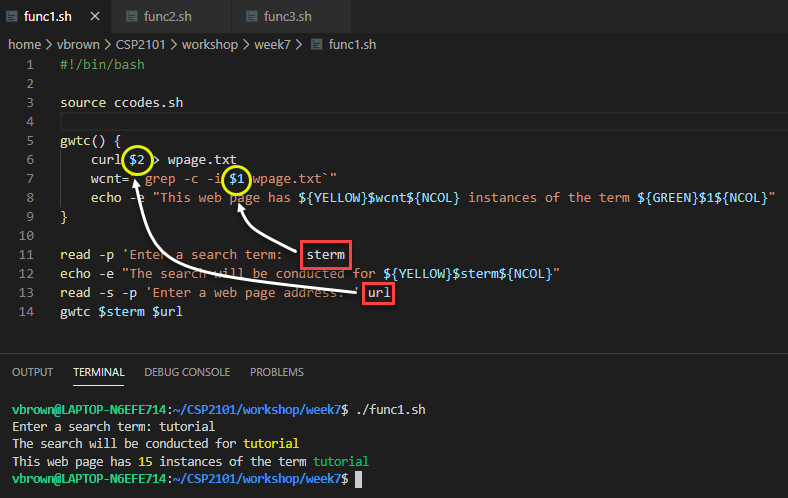 func1.sh × func2.sh func3.sh
home > vbrown > CSP2101 > workshop > week7 > func1.sh
1 #!/bin/bash
2
3 source ccodes.sh
4
5 gwtc() {
6 curl $2 > wpage.txt
7 wcnt= grep -c -i $1 wpage.txt`"
8 echo -e "This web page has ${YELLOW}$wcnt${NCOL} instances of the term ${GREEN}$1${NCOL}"
9 }
10
11 read -p 'Enter a search term: sterm
12 echo -e "The search will be conducted for ${YELLOW}$sterm${NCOL}"
13 read -s -p 'Enter a web page address: ' url
14 gwtc $sterm $url
OUTPUT TERMINAL DEBUG CONSOLE PROBLEMS
vbrown@LAPTOP-N6EFE714:~/CSP2101/workshop/week7$ ./func1.sh
Enter a search term: tutorial
The search will be conducted for tutorial
This web page has 15 instances of the term tutorial
vbrown@LAPTOP-N6EFE714:~/CSP2101/workshop/week7$